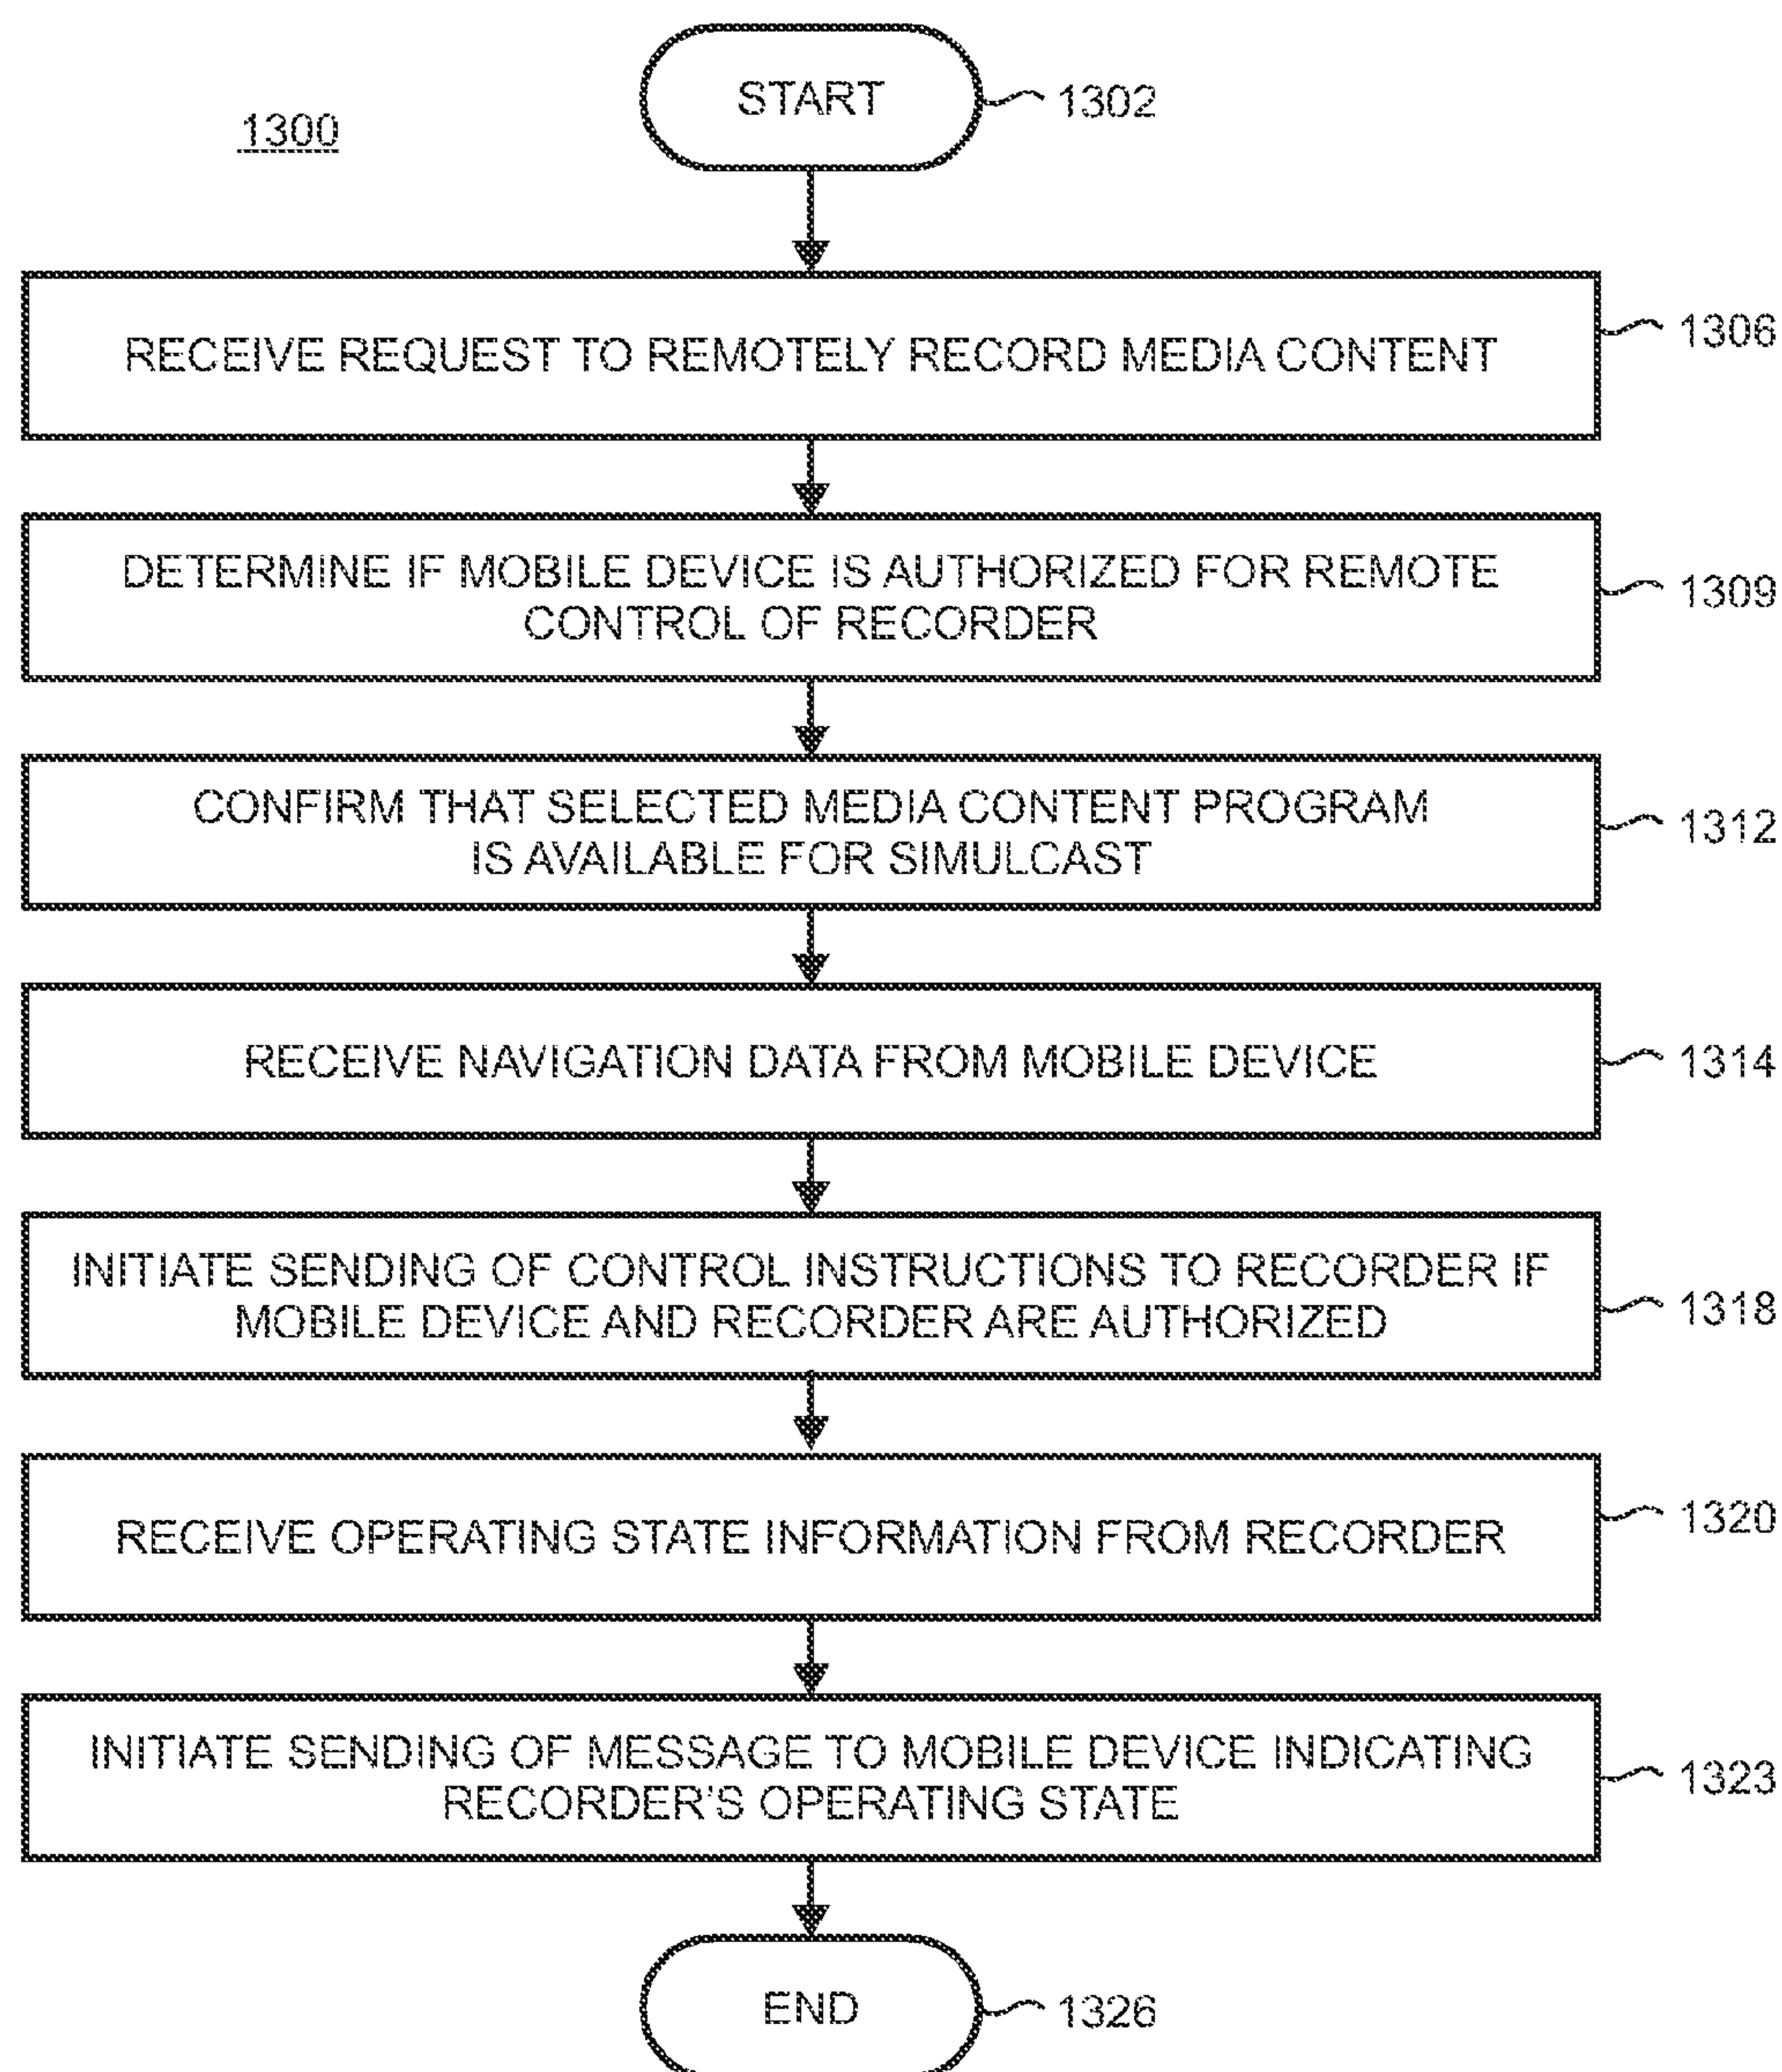 START
1302
1300
RECEIVE REQUEST TO REMOTELY RECORD MEDIA CONTENT
1306
DETERMINE IF MOBILE DEVICE IS AUTHORIZED FOR REMOTE
CONTROL OF RECORDER
1309
CONFIRM THAT SELECTED MEDIA CONTENT PROGRAM
IS AVAILABLE FOR SIMULCAST
1312
RECEIVE NAVIGATION DATA FROM MOBILE DEVICE
1314
INITIATE SENDING OF CONTROL INSTRUCTIONS TO RECORDER IF
MOBILE DEVICE AND RECORDER ARE AUTHORIZED
1318
RECEIVE OPERATING STATE INFORMATION FROM RECORDER
1320
INITIATE SENDING OF MESSAGE TO MOBILE DEVICE INDICATING
RECORDER'S OPERATING STATE
1323
END
1326